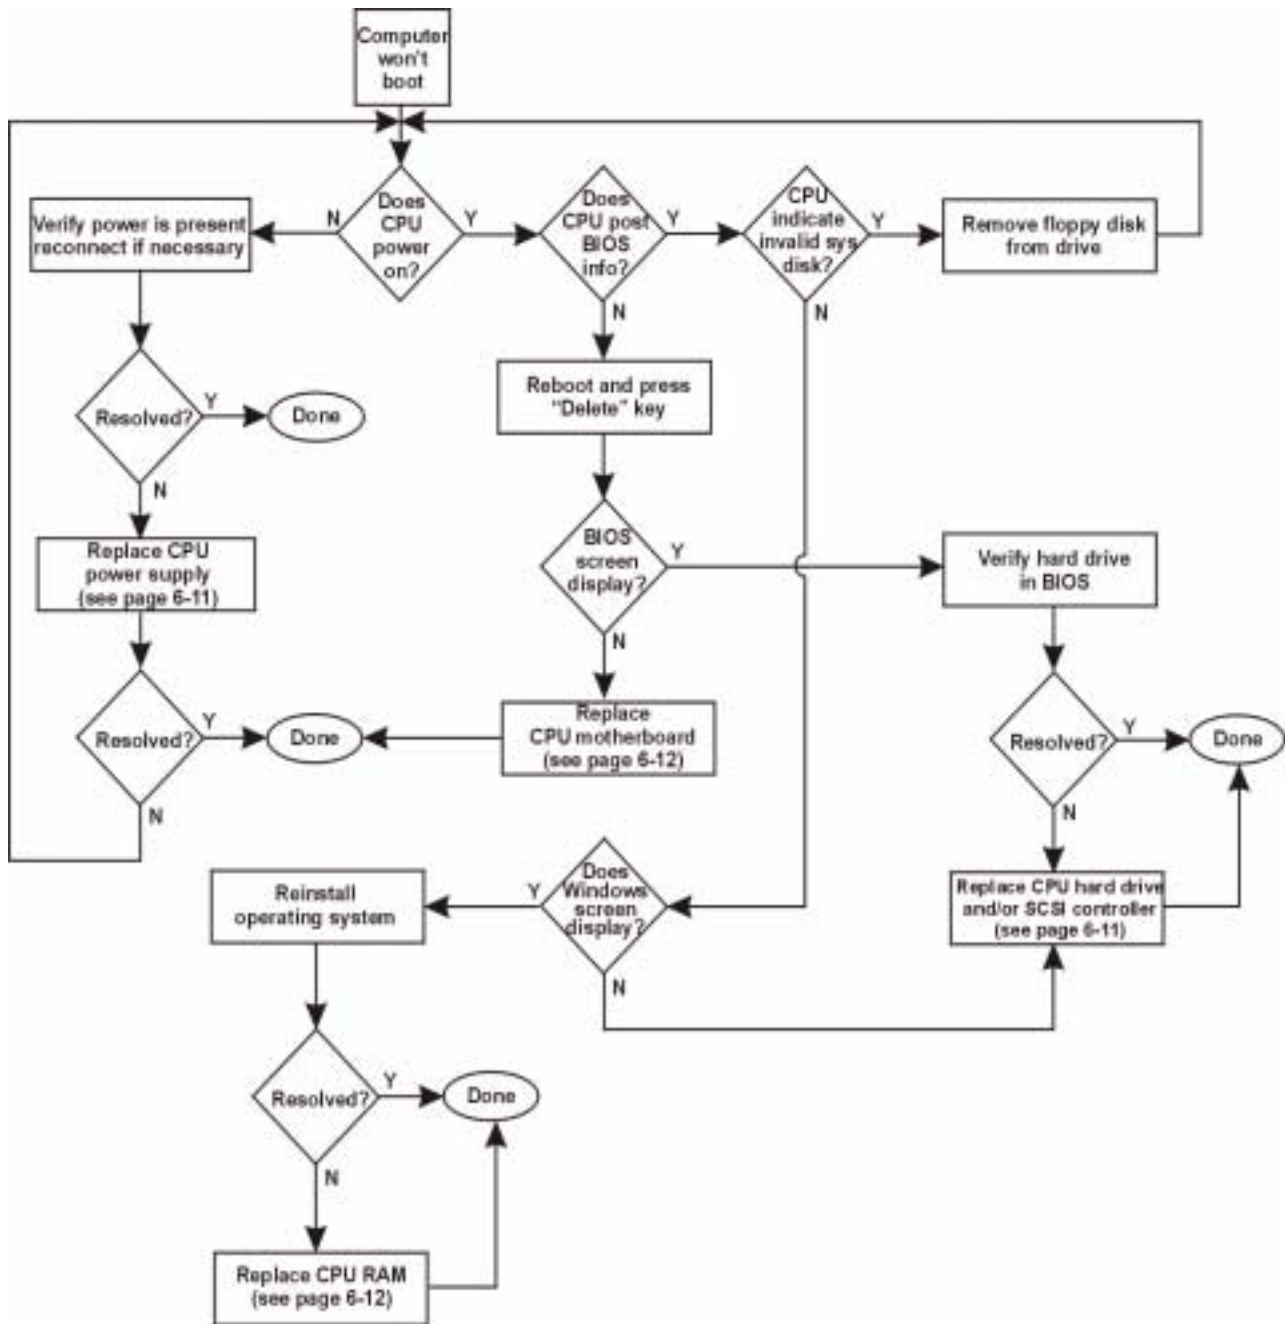 Computer
won't
boot
Verify power is present
reconnect if necessary
N
Does
CPU
power
on?
Y
Does
CPU post
BIOS
info?
Y
CPU
indicate
invalid sys
disk?
Y
Remove floppy disk
from drive
N
N
Reboot and press
“Delete” key
Resolved?
Y
Done
N
Replace CPU
power supply
(see page 6-11)
BIOS
screen
display?
Y
Verify hard drive
in BIOS
N
Resolved?
Y
Done
Replace
CPU motherboard
(see page 6-12)
Resolved?
Y
Done
N
N
Reinstall
operating system
Y
Does
Windows
screen
display?
Replace CPU hard drive
and/or SCSI controller
(see page 6-11)
N
Resolved?
Y
Done
N
Replace CPU RAM
(see page 6-12)